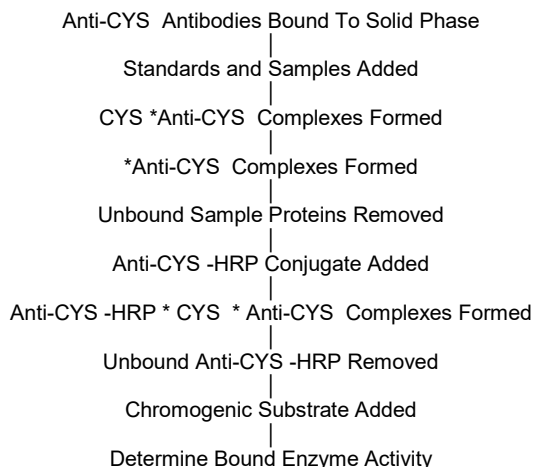 Anti-CYS Antibodies Bound To Solid Phase
Standards and Samples Added
CYS *Anti-CYS Complexes Formed
*Anti-CYS Complexes Formed
Unbound Sample Proteins Removed
Anti-CYS -HRP Conjugate Added
Anti-CYS -HRP * CYS * Anti-CYS Complexes Formed
Unbound Anti-CYS -HRP Removed
Chromogenic Substrate Added
Determine Bound Enzyme Activity